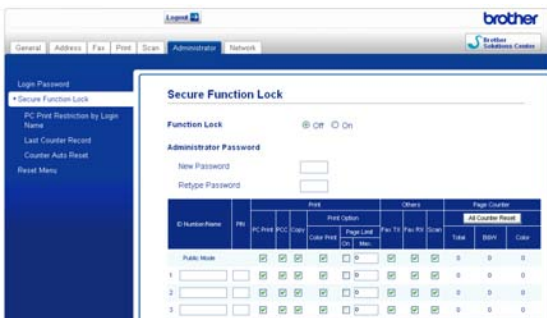 Logout
brother
General Address Fax Print Scan Administrator Network
Brother Solutions Center
Login Password
Secure Function Lock
PC Print Restriction by Login Name
Last Counter Record
Counter Auto Reset
Reset Menu
Secure Function Lock
Function Lock Off On
Administrator Password
New Password
Retype Password
Print Others Page Counter
ID Number/Name PIN Print Option All Counter Reset
PC Print PCC Copy Color Print Page Limit Fax TX Fax RX Scan Total B&W Color
On Max.
Public Mode 0 0 0 0
1 0 0 0 0
2 0 0 0 0
3 0 0 0 0